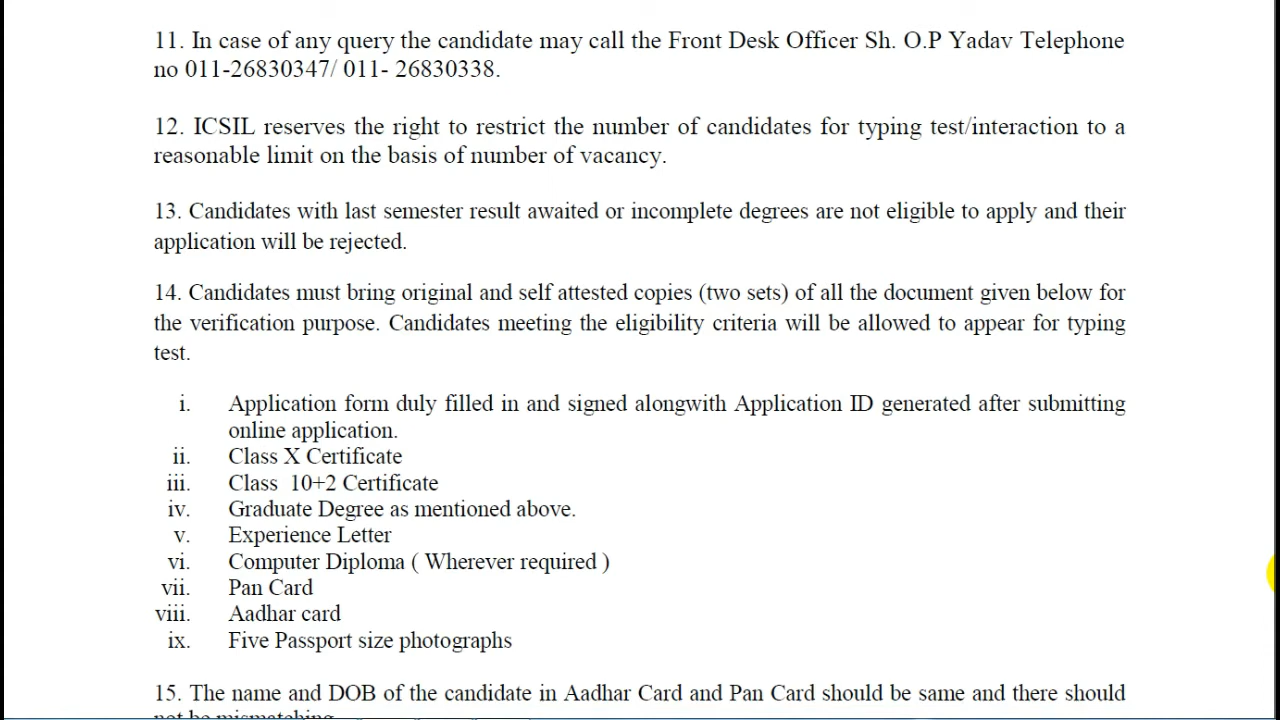 11. In case of any query the candidate may call the Front Desk Officer Sh. O.P Yadav Telephone
no 011-26830347/ 011- 26830338.
12. ICSIL reserves the right to restrict the number of candidates for typing test/interaction to a
reasonable limit on the basis of number of vacancy.
13. Candidates with last semester result awaited or incomplete degrees are not eligible to apply and their
application will be rejected.
14. Candidates must bring original and self attested copies (two sets) of all the document given below for
the verification purpose. Candidates meeting the eligibility criteria will be allowed to appear for typing
test.
i. Application form duly filled in and signed alongwith Application ID generated after submitting
online application.
ii. Class X Certificate
iii. Class 10+2 Certificate
iv. Graduate Degree as mentioned above.
v. Experience Letter
vi. Computer Diploma ( Wherever required )
vii. Pan Card
viii. Aadhar card
ix. Five Passport size photographs
15. The name and DOB of the candidate in Aadhar Card and Pan Card should be same and there should
not be mismatching.